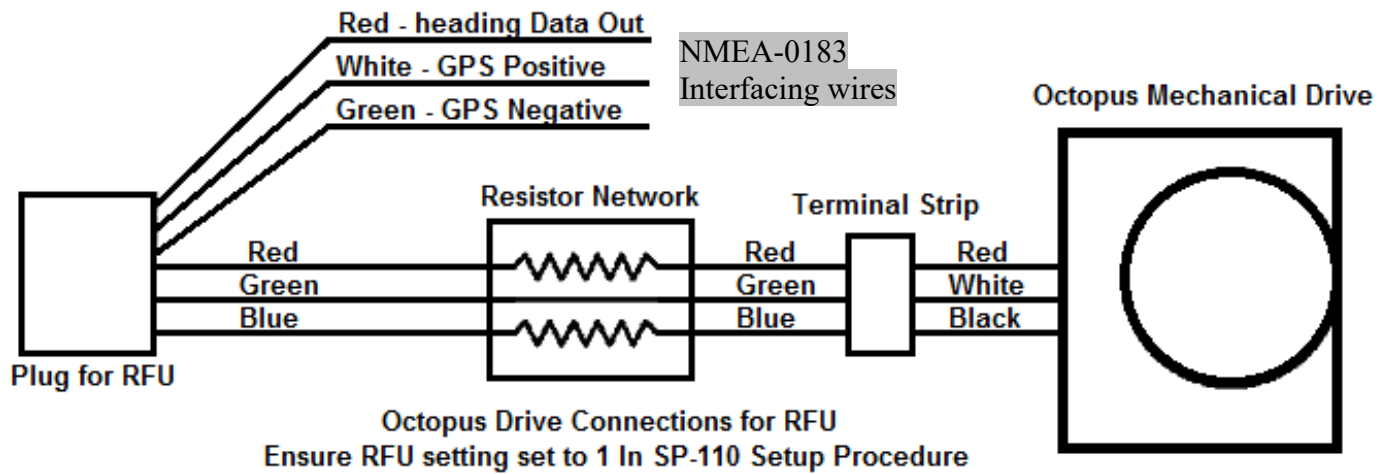 Red - heading Data Out
White - GPS Positive
Green - GPS Negative
NMEA-0183
Interfacing wires
Octopus Mechanical Drive
Resistor Network
Terminal Strip
Red
Green
Blue
Red
Green
Blue
Red
White
Black
Plug for RFU
Octopus Drive Connections for RFU
Ensure RFU setting set to 1 In SP-110 Setup Procedure